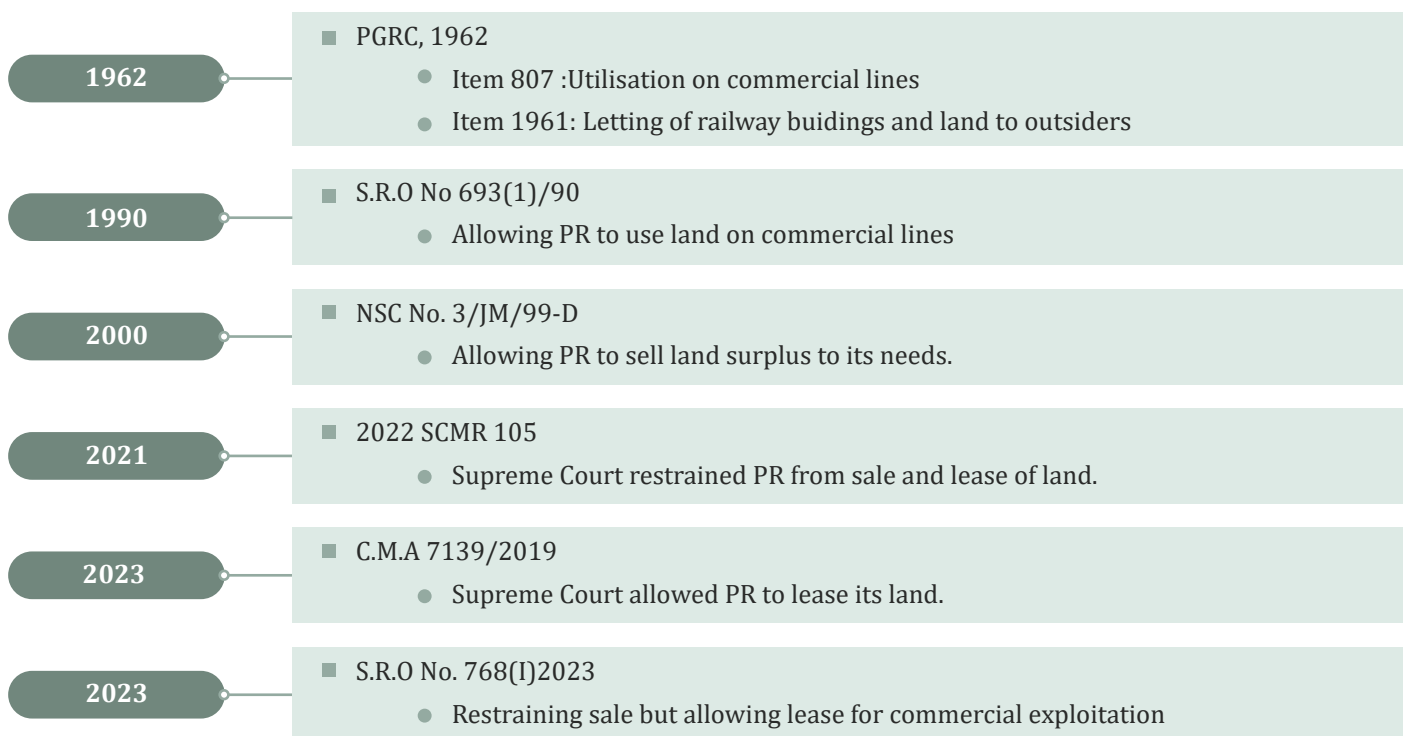 1962
PGRC, 1962
Item 807 :Utilisation on commercial lines
Item 1961: Letting of railway buidings and land to outsiders
1990
S.R.O No 693(1)/90
Allowing PR to use land on commercial lines
2000
NSC No. 3/JM/99-D
Allowing PR to sell land surplus to its needs.
2021
2022 SCMR 105
Supreme Court restrained PR from sale and lease of land.
2023
C.M.A 7139/2019
Supreme Court allowed PR to lease its land.
2023
S.R.O No. 768(I)2023
Restraining sale but allowing lease for commercial exploitation